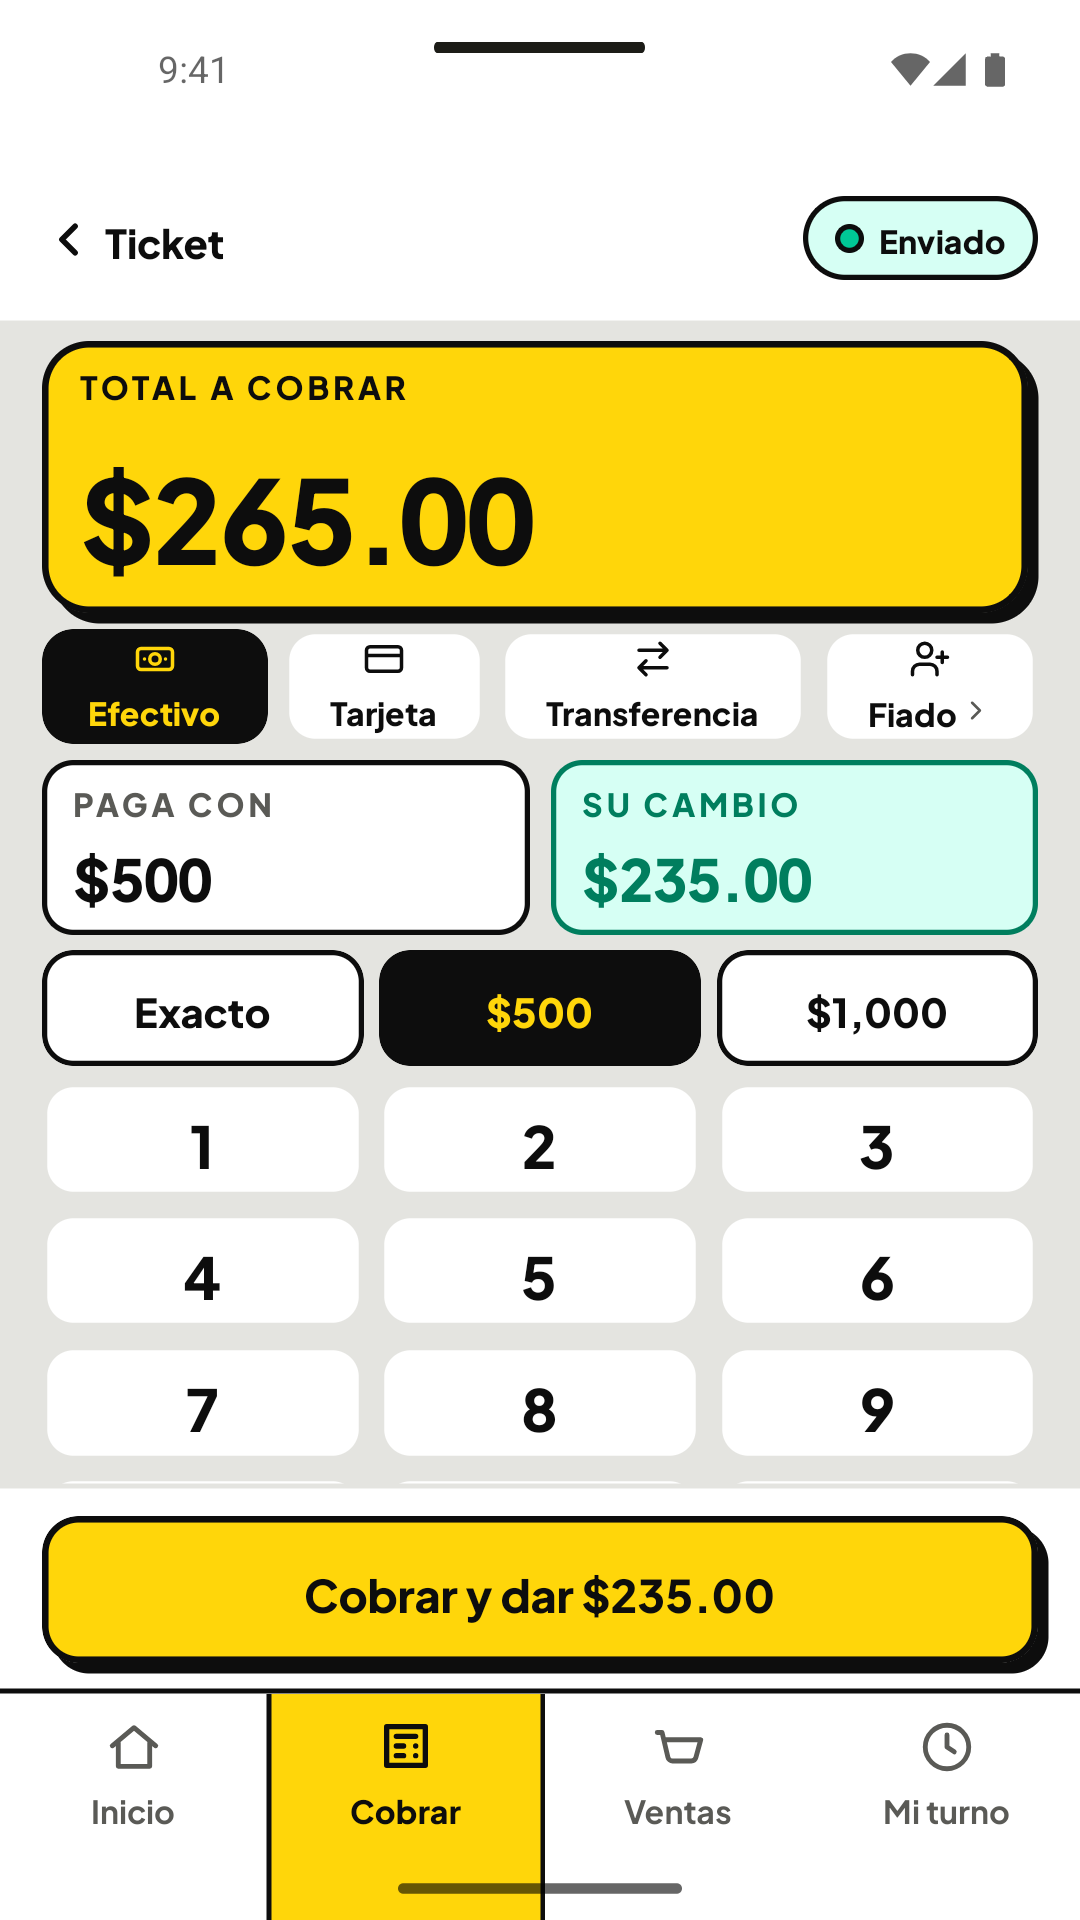 9:41
Ticket
Enviado
TOTAL A COBRAR
$265.00
Efectivo
Tarjeta
Transferencia
Fiado
PAGA CON
$500
SU CAMBIO
$235.00
Exacto
$500
$1,000
1
2
3
4
5
6
7
8
9
Cobrar y dar $235.00
Inicio
Cobrar
Ventas
Mi turno